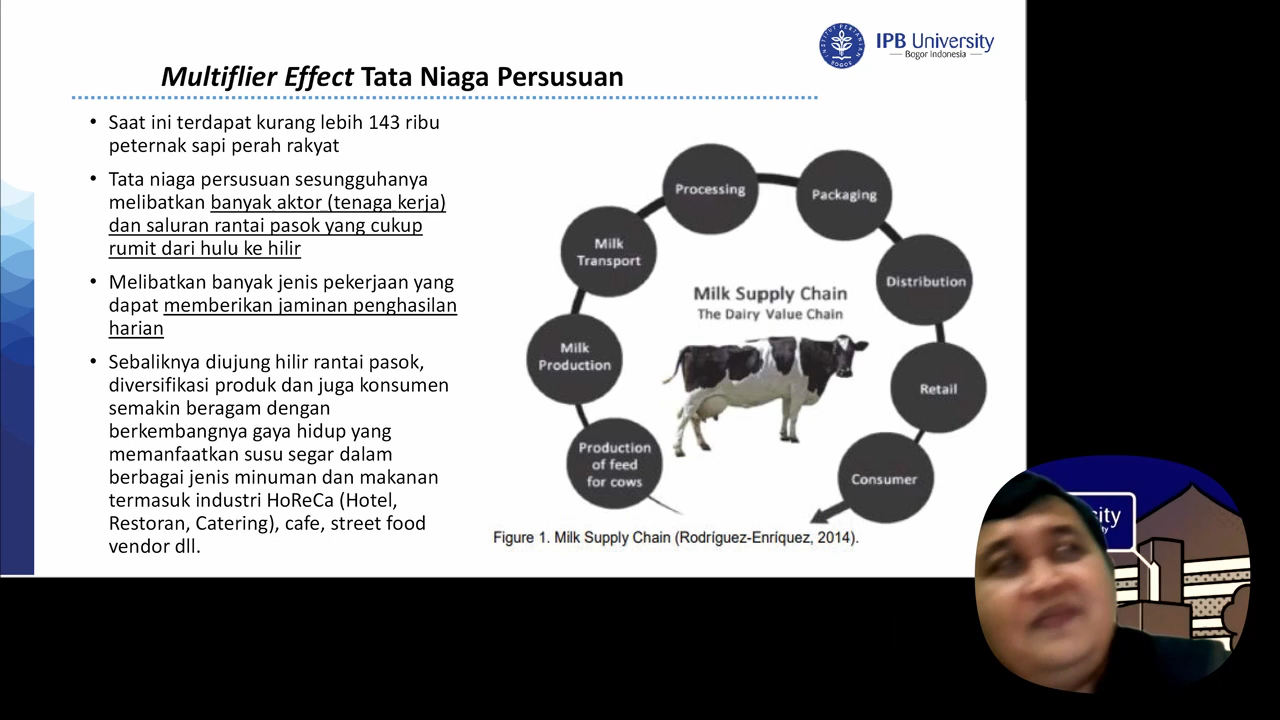 IPB University
Bogor Indonesia
INSTITUT PERTANIAN
BOGOR
Multiflier Effect Tata Niaga Persusuan
• Saat ini terdapat kurang lebih 143 ribu
peternak sapi perah rakyat
• Tata niaga persusuan sesungguhanya
melibatkan banyak aktor (tenaga kerja)
dan saluran rantai pasok yang cukup
rumit dari hulu ke hilir
• Melibatkan banyak jenis pekerjaan yang
dapat memberikan jaminan penghasilan
harian
• Sebaliknya diujung hilir rantai pasok,
diversifikasi produk dan juga konsumen
semakin beragam dengan
berkembangnya gaya hidup yang
memanfaatkan susu segar dalam
berbagai jenis minuman dan makanan
termasuk industri HoReCa (Hotel,
Restoran, Catering), cafe, street food
vendor dll.
Production
of feed
for cows
Milk
Production
Milk
Transport
Processing
Packaging
Distribution
Retail
Consumer
Milk Supply Chain
The Dairy Value Chain
Figure 1. Milk Supply Chain (Rodríguez-Enríquez, 2014).
sity